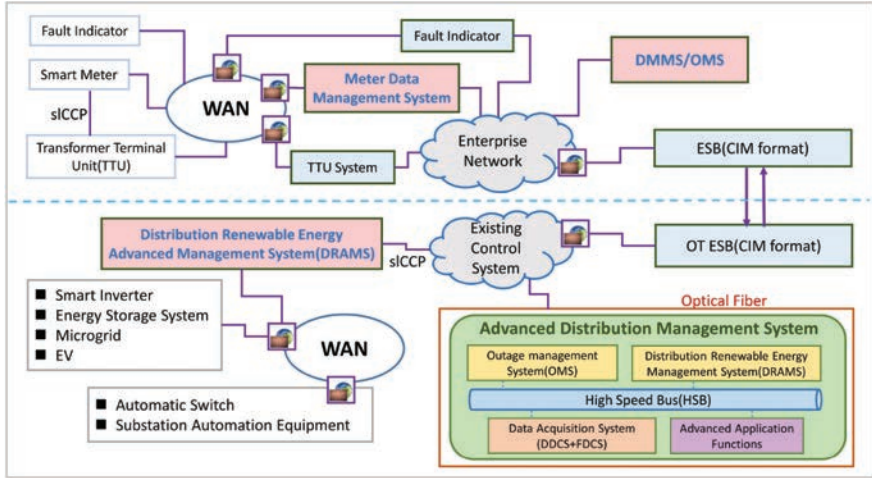 Fault Indicator
Fault Indicator
Smart Meter
WAN
Meter Data
Management System
DMMS/OMS
slCCP
Transformer Terminal
Unit(TTU)
TTU System
Enterprise
Network
ESB(CIM format)
Distribution Renewable Energy
Advanced Management System(DRAMS)
slCCP
Existing
Control
System
OT ESB(CIM format)
Smart Inverter
Energy Storage System
Microgrid
EV
WAN
Automatic Switch
Substation Automation Equipment
Optical Fiber
Advanced Distribution Management System
Outage management
System(OMS)
Distribution Renewable Energy
Management System(DRAMS)
High Speed Bus(HSB)
Data Acquisition System
(DDCS+FDCS)
Advanced Application
Functions